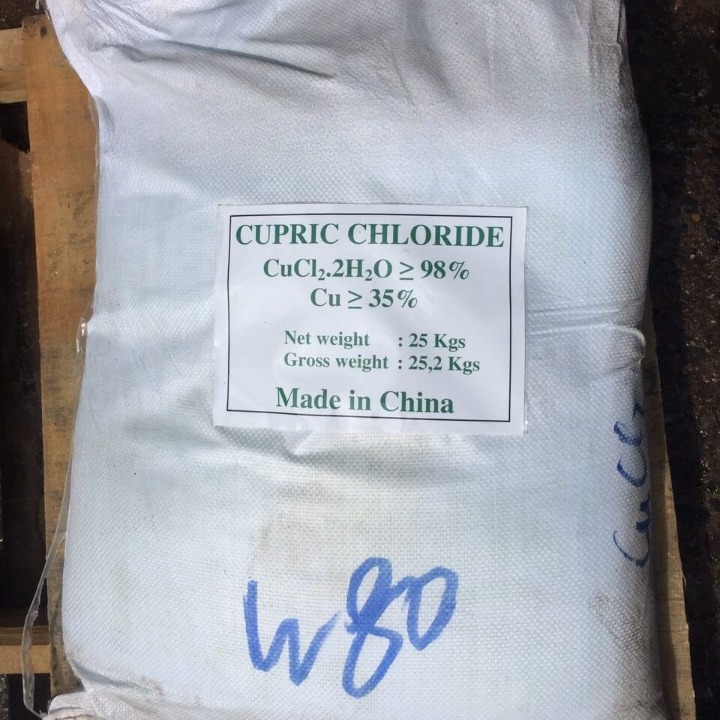 CUPRIC CHLORIDE
CuCl₂.2H₂O ≥ 98%
Cu ≥ 35%
Net weight : 25 Kgs
Gross weight : 25,2 Kgs
Made in China
W80
CuCl₂